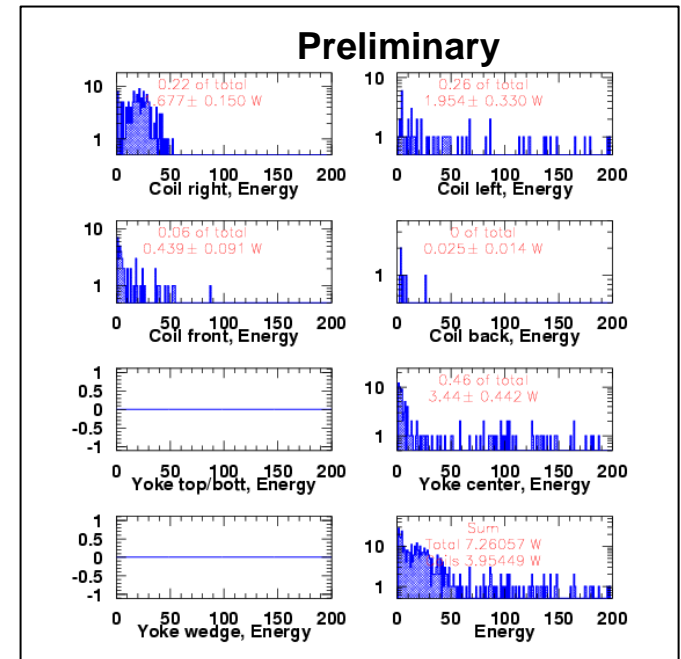 Preliminary
0.22 of total
.677± 0.150 W
10
1
0 50 100 150 200
Coil right, Energy
0.26 of total
1.954± 0.330 W
10
1
0 50 100 150 200
Coil left, Energy
0.06 of total
0.439± 0.091 W
10
1
0 50 100 150 200
Coil front, Energy
0 of total
0.025± 0.014 W
1
0 50 100 150 200
Coil back, Energy
1
0.5
0
-0.5
-1
0 50 100 150 200
Yoke top/bott, Energy
0.46 of total
3.44± 0.442 W
10
1
0 50 100 150 200
Yoke center, Energy
1
0.5
0
-0.5
-1
0 50 100 150 200
Yoke wedge, Energy
Sum
Total 7.26057 W
ils 3.95449 W
10
1
0 50 100 150 200
Energy